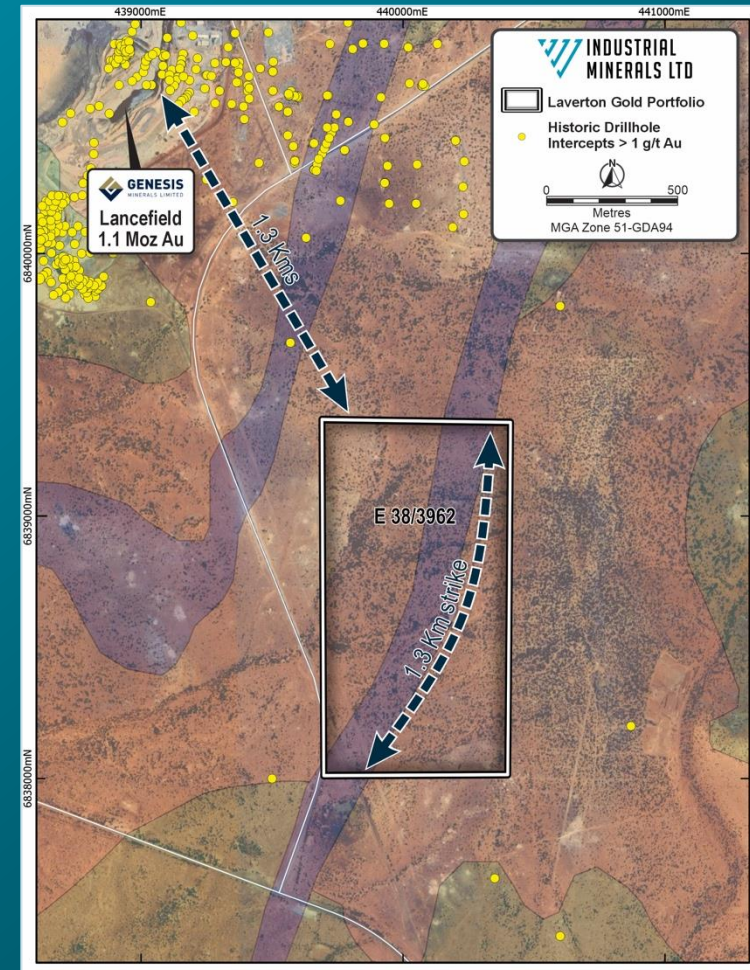 439000mE
440000mE
441000mE
INDUSTRIAL
MINERALS LTD
Laverton Gold Portfolio
Historic Drillhole
Intercepts > 1 g/t Au
N
0 500
Metres
MGA Zone 51-GDA94
GENESIS
MINERALS LIMITED
Lancefield
1.1 Moz Au
1.3 Kms
6840000mN
E 38/3962
6839000mN
1.3 Km strike
6838000mN